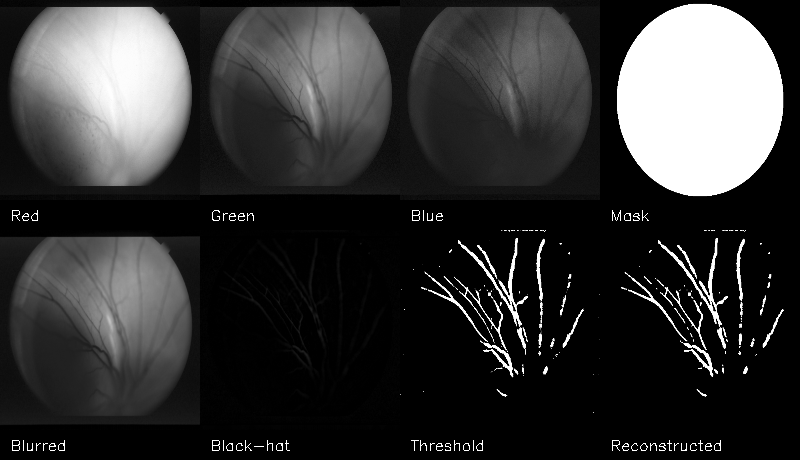 Red
Green
Blue
Mask
Blurred
Black-hat
Threshold
Reconstructed